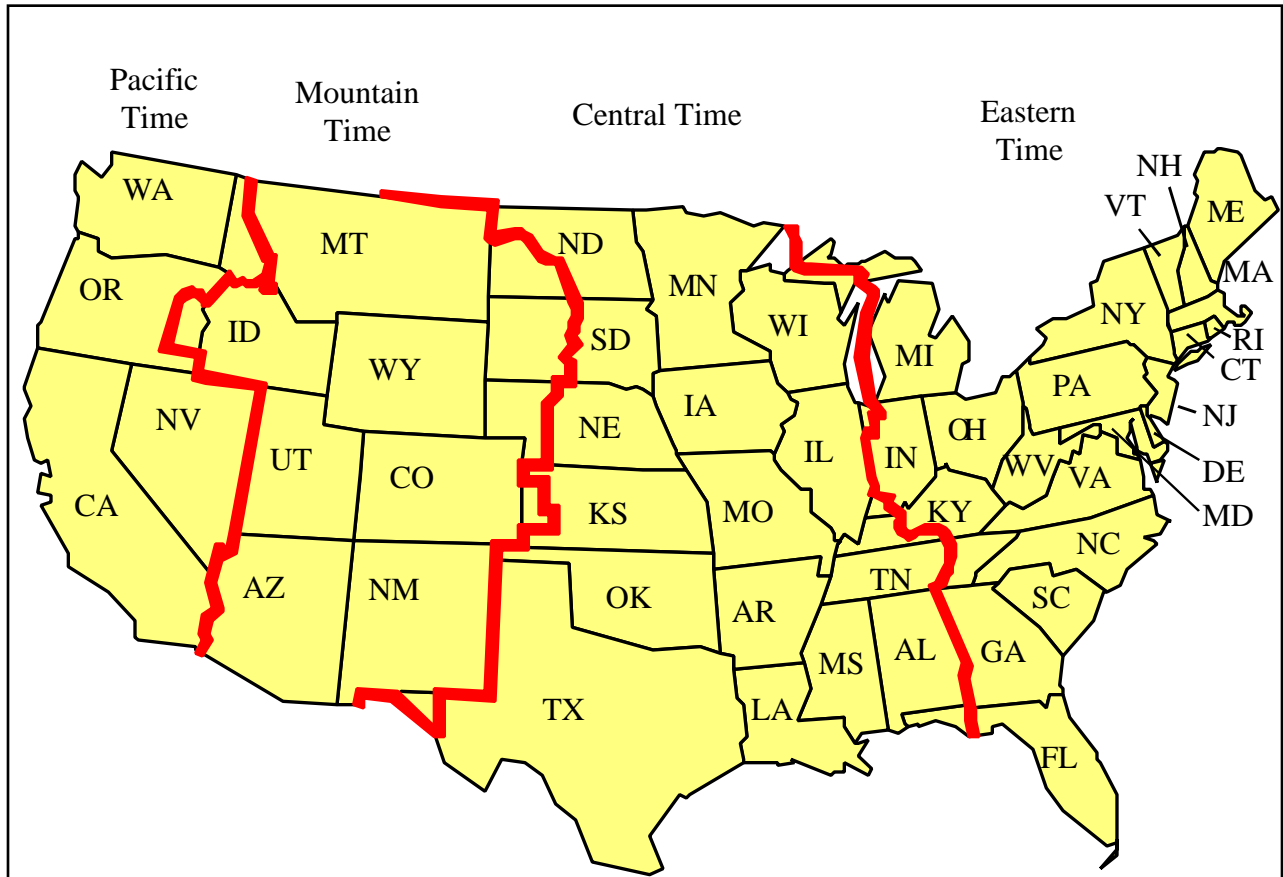 Pacific
Time
Mountain
Time
Central Time
Eastern
Time
NH
VT
WA
ME
MT
ND
MA
OR
MN
NY
ID
WI
RI
SD
MI
CT
WY
PA
IA
NJ
NV
NE
OH
UT
CO
IL
IN
WV
DE
VA
CA
KS
MO
KY
MD
NC
AZ
NM
TN
OK
AR
SC
MS
AL
GA
TX
LA
FL